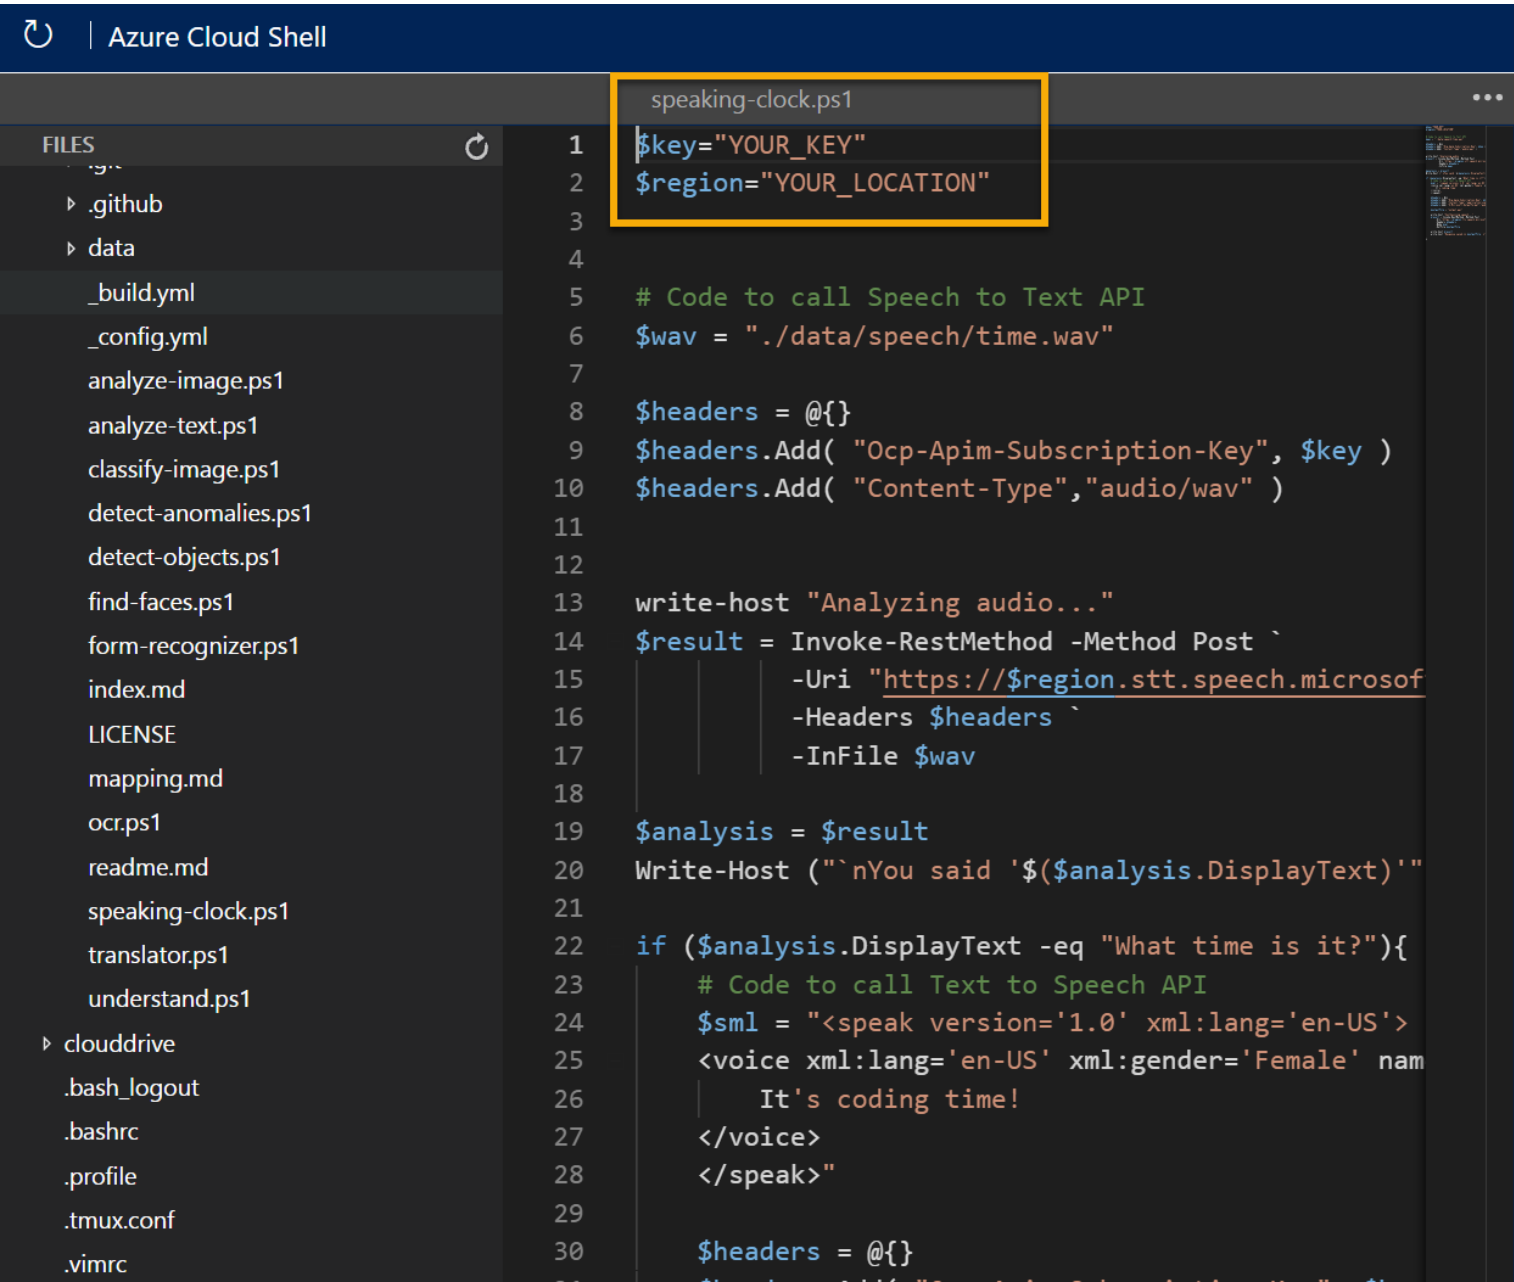 Azure Cloud Shell
speaking-clock.ps1
FILES
.github
data
_build.yml
_config.yml
analyze-image.ps1
analyze-text.ps1
classify-image.ps1
detect-anomalies.ps1
detect-objects.ps1
find-faces.ps1
form-recognizer.ps1
index.md
LICENSE
mapping.md
ocr.ps1
readme.md
speaking-clock.ps1
translator.ps1
understand.ps1
clouddrive
.bash_logout
.bashrc
.profile
.tmux.conf
.vimrc
1 $key="YOUR_KEY"
2 $region="YOUR_LOCATION"
3
4
5 # Code to call Speech to Text API
6 $wav = "./data/speech/time.wav"
7
8 $headers = @{}
9 $headers.Add( "Ocp-Apim-Subscription-Key", $key )
10 $headers.Add( "Content-Type","audio/wav" )
11
12
13 write-host "Analyzing audio..."
14 $result = Invoke-RestMethod -Method Post `
15 -Uri "https://$region.stt.speech.microsof
16 -Headers $headers `
17 -InFile $wav
18
19 $analysis = $result
20 Write-Host ("`nYou said '$($analysis.DisplayText)'"
21
22 if ($analysis.DisplayText -eq "What time is it?"){
23 # Code to call Text to Speech API
24 $sml = "<speak version='1.0' xml:lang='en-US'>
25 <voice xml:lang='en-US' xml:gender='Female' nam
26 It's coding time!
27 </voice>
28 </speak>"
29
30 $headers = @{}